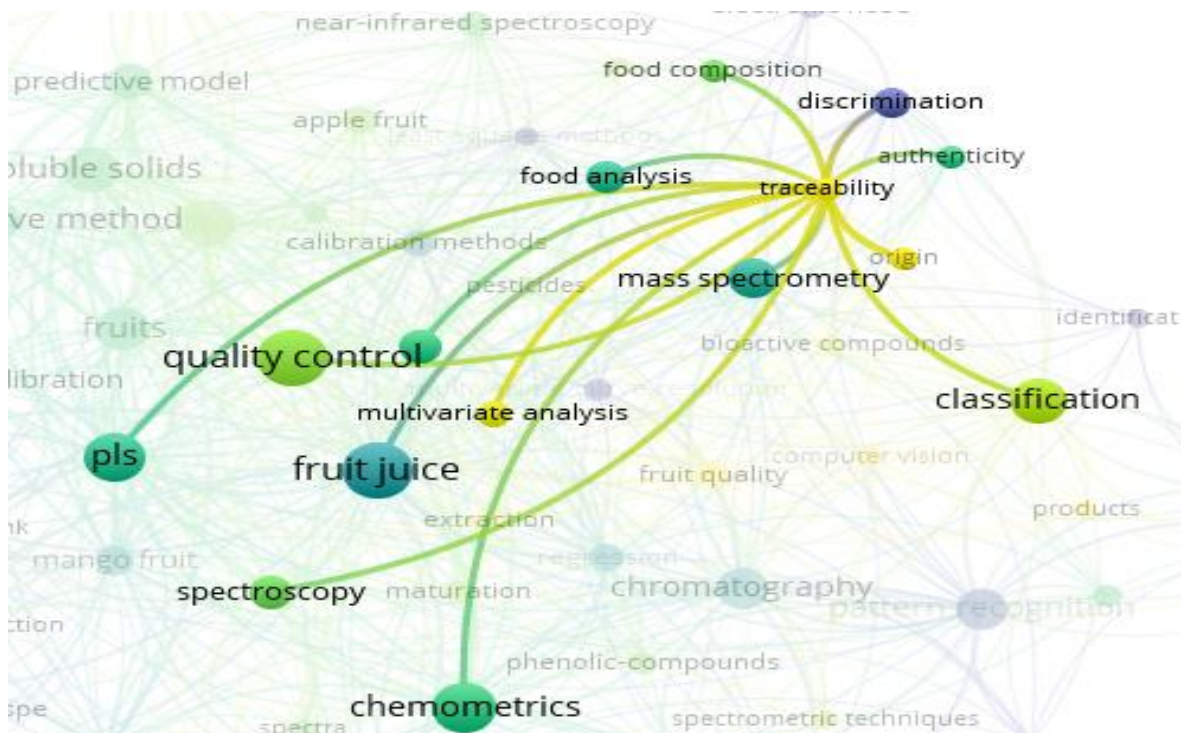 near-infrared spectroscopy
food composition
predictive model
discrimination
apple fruit
authenticity
oluble solids
food analysis
traceability
ve method
calibration methods
origin
mass spectrometry
pesticides
identificat
fruits
bioactive compounds
quality control
libration
classification
multivariate analysis
pls
fruit juice
computer vision
fruit quality
products
extraction
nk
regression
mango fruit
chromatography
spectroscopy
maturation
pattern recognition
ction
phenolic-compounds
chemometrics
spe
spectra
spectrometric techniques